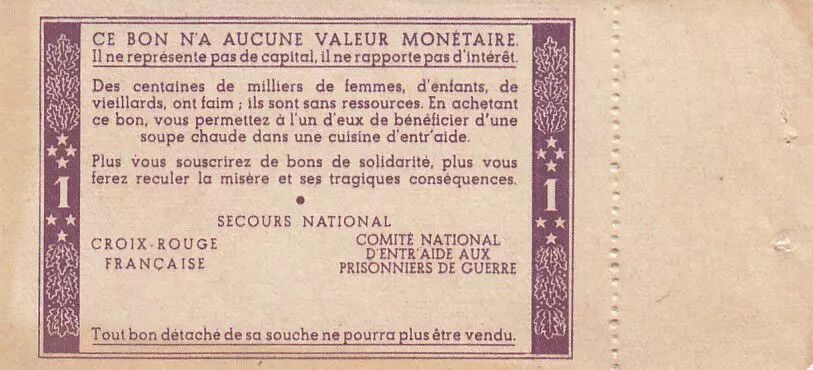 CE BON N'A AUCUNE VALEUR MONÉTAIRE.
Il ne représente pas de capital, il ne rapporte pas d'intérêt.
Des centaines de milliers de femmes, d'enfants, de
vieillards, ont faim ; ils sont sans ressources. En achetant
ce bon, vous permettez à l'un d'eux de bénéficier d'une
soupe chaude dans une cuisine d'entr'aide.
Plus vous souscrirez de bons de solidarité, plus vous
ferez reculer la misère et ses tragiques conséquences.
1
1
SECOURS NATIONAL
CROIX-ROUGE
FRANÇAISE
COMITÉ NATIONAL
D'ENTR'AIDE AUX
PRISONNIERS DE GUERRE
Tout bon détaché de sa souche ne pourra plus être vendu.